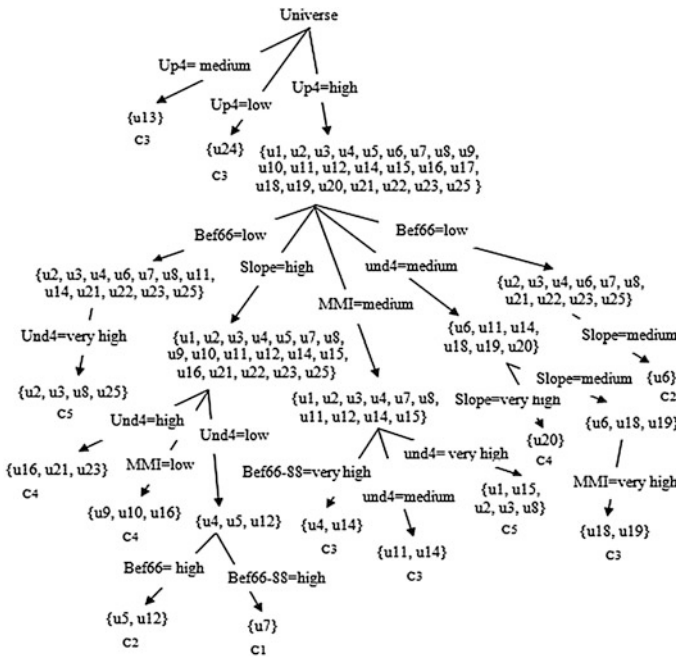 Universe
Up4= medium
Up4=low
Up4=high
{u13}
C3
{u24}
C3
{u1, u2, u3, u4, u5, u6, u7, u8, u9,
u10, u11, u12, u14, u15, u16, u17,
u18, u19, u20, u21, u22, u23, u25 }
Bef66=low
Slope=high
MMI=medium
und4=medium
Bef66=low
{u2, u3, u4, u6, u7, u8, u11,
u14, u21, u22, u23, u25}
Und4=very high
{u2, u3, u8, u25}
C5
{u1, u2, u3, u4, u5, u7, u8,
u9, u10, u11, u12, u14, u15,
u16, u21, u22, u23, u25}
Und4=high
{u16, u21, u23}
C4
MMI=low
{u9, u10, u16}
C4
Und4=low
{u4, u5, u12}
Bef66= high
{u5, u12}
C2
Bef66-88=high
{u7}
C1
{u1, u2, u3, u4, u7, u8,
u11, u12, u14, u15}
Bef66-88=very high
{u4, u14}
C3
und4=medium
{u11, u14}
C3
und4= very high
{u1, u15,
u2, u3, u8}
C5
{u6, u11, u14,
u18, u19, u20}
Slope=very high
{u20}
C4
Slope=medium
{u6, u18, u19}
MMI=very high
{u18, u19}
C3
{u2, u3, u4, u6, u7, u8,
u21, u22, u23, u25}
Slope=medium
{u6}
C2